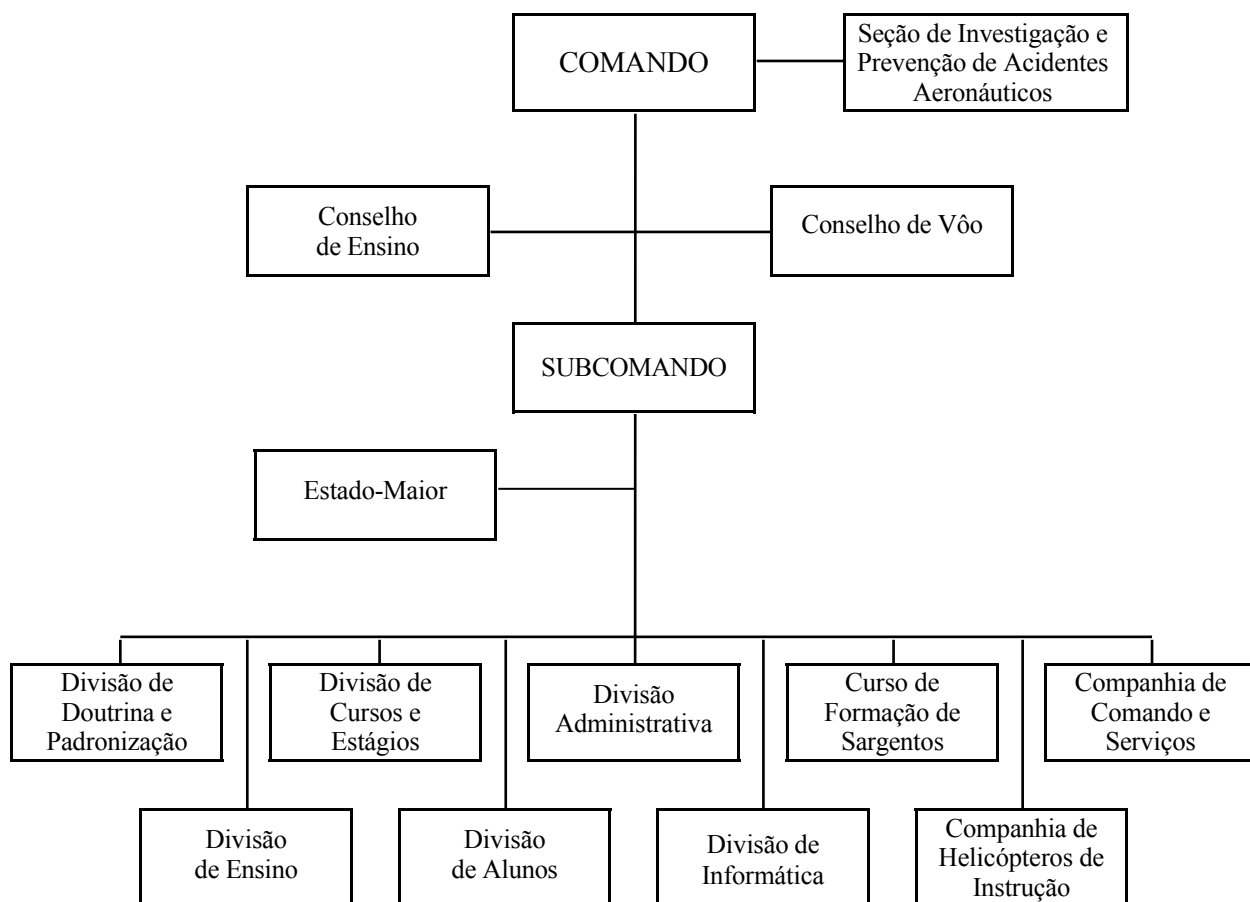 COMANDO
Seção de Investigação e
Prevenção de Acidentes
Aeronáuticos
Conselho
de Ensino
Conselho de Vôo
SUBCOMANDO
Estado-Maior
Divisão de
Doutrina e
Padronização
Divisão de
Cursos e
Estágios
Divisão
Administrativa
Curso de
Formação de
Sargentos
Companhia de
Comando e
Serviços
Divisão
de Ensino
Divisão
de Alunos
Divisão de
Informática
Companhia de
Helicópteros de
Instrução